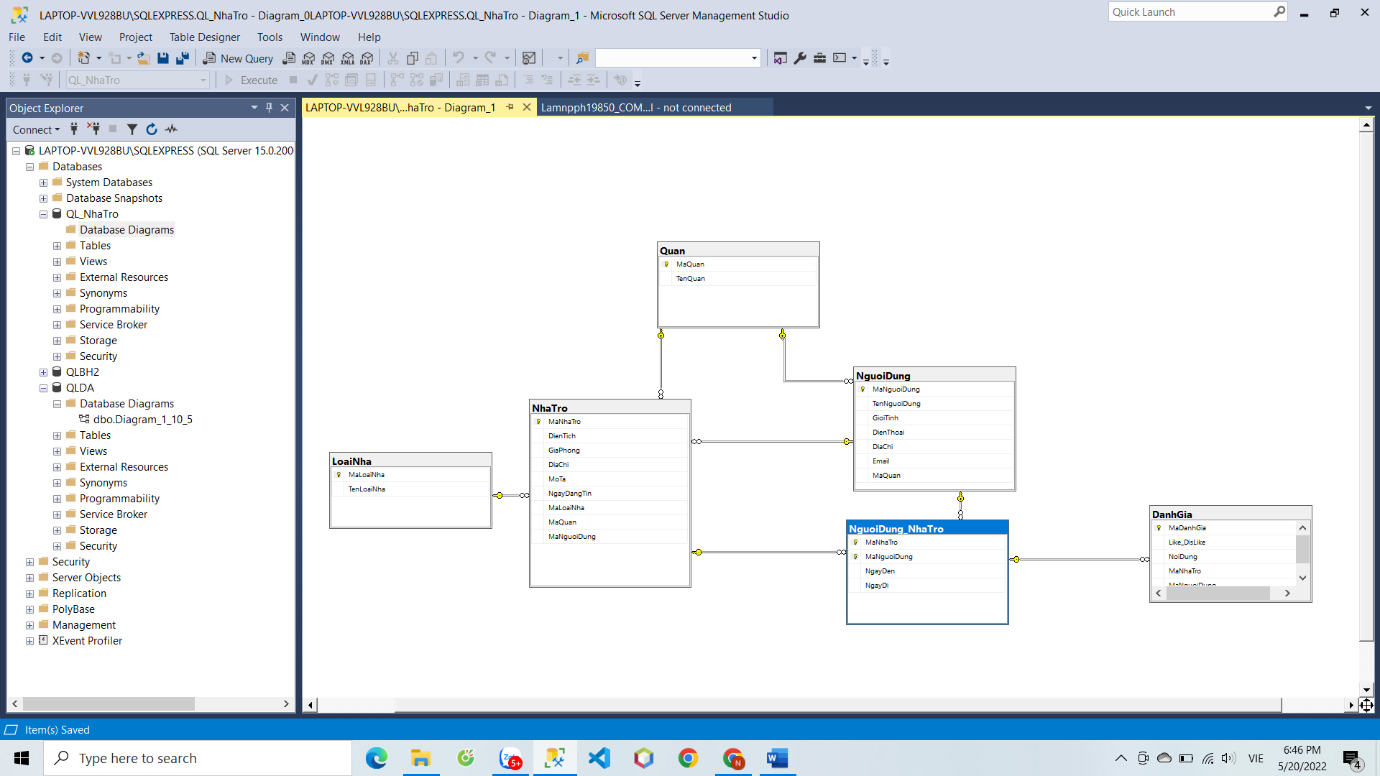 LAPTOP-VVL928BU\SQLEXPRESS.QL_NhaTro - Diagram_0LAPTOP-VVL928BU\SQLEXPRESS.QL_NhaTro - Diagram_1 - Microsoft SQL Server Management Studio
Quick Launch
File Edit View Project Table Designer Tools Window Help
New Query
MDX DMX XMLA DAX
QL_NhaTro
Execute
Object Explorer
LAPTOP-VVL928BU\...haTro - Diagram_1
Lamnpph19850_COM...l - not connected
Connect
LAPTOP-VVL928BU\SQLEXPRESS (SQL Server 15.0.200
Databases
System Databases
Database Snapshots
QL_NhaTro
Database Diagrams
Tables
Views
External Resources
Synonyms
Programmability
Service Broker
Storage
Security
QLBH2
QLDA
Database Diagrams
dbo.Diagram_1_10_5
Tables
Views
External Resources
Synonyms
Programmability
Service Broker
Storage
Security
Security
Server Objects
Replication
PolyBase
Management
XEvent Profiler
Quan
MaQuan
TenQuan
NguoiDung
MaNguoiDung
TenNguoiDung
GioiTinh
DienThoai
DiaChi
Email
MaQuan
NhaTro
MaNhaTro
DienTich
GiaPhong
DiaChi
MoTa
NgayDangTin
MaLoaiNha
MaQuan
MaNguoiDung
LoaiNha
MaLoaiNha
TenLoaiNha
NguoiDung_NhaTro
MaNhaTro
MaNguoiDung
NgayDen
NgayDi
DanhGia
MaDanhGia
Like_DisLike
NoiDung
MaNhaTro
MaNguoiDung
Item(s) Saved
Type here to search
5+
N
VIE
6:46 PM
5/20/2022
4